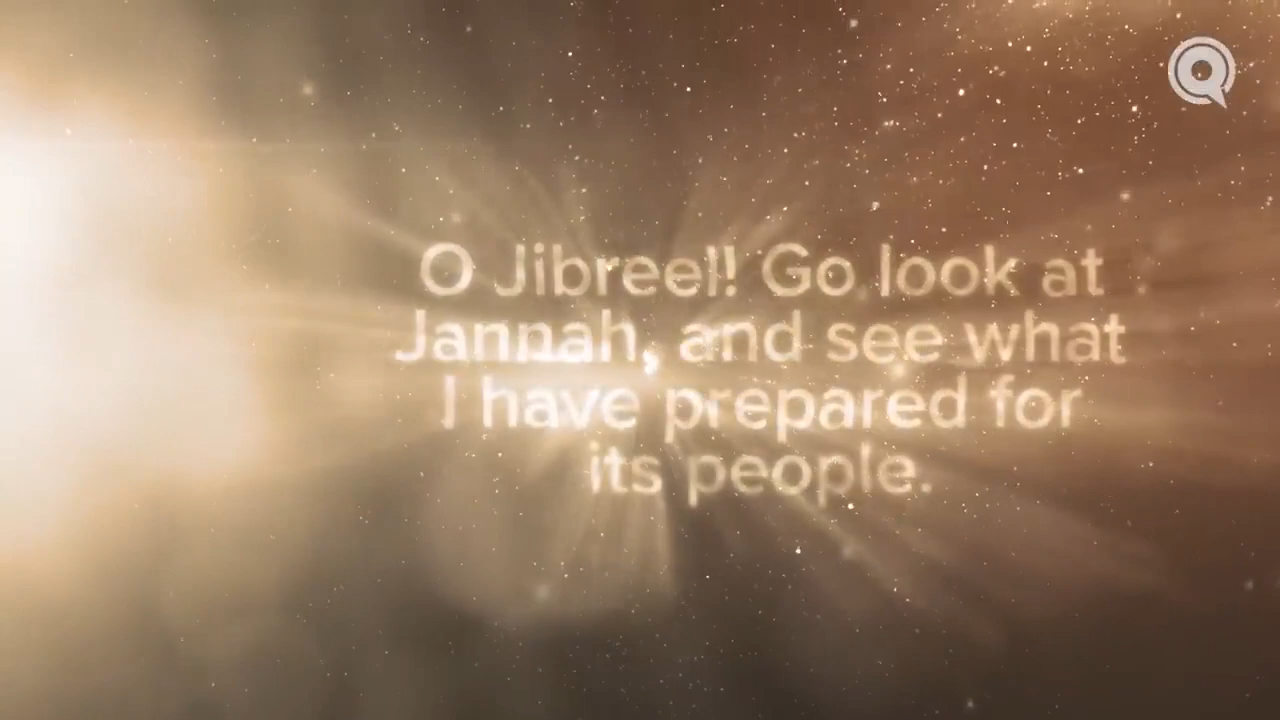 O Jibreel! Go look at
Jannah, and see what
I have prepared for
its people.